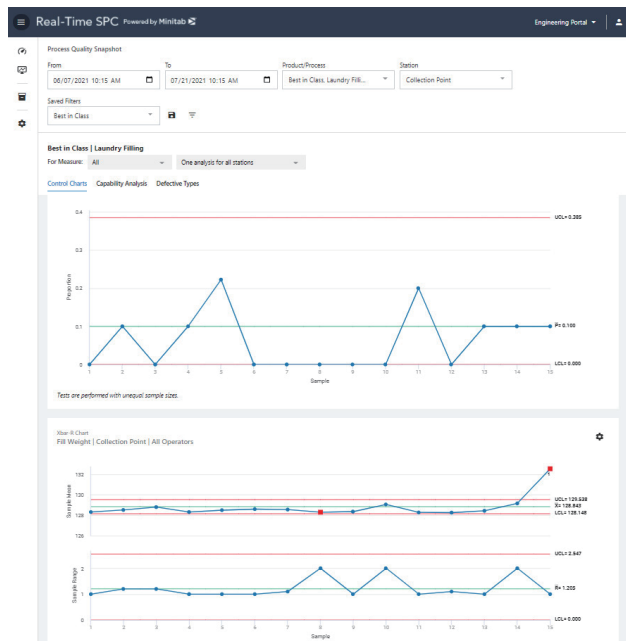 Real-Time SPC Powered by Minitab
Engineering Portal
Process Quality Snapshot
From To Product/Process Station
06/07/2021 10:15 AM 07/21/2021 10:15 AM Best in Class, Laundry Filli... Collection Point
Saved Filters
Best in Class
Best in Class | Laundry Filling
For Measure: All One analysis for all stations
Control Charts Capability Analysis Defective Types
0.4
UCL= 0.385
0.3
Proportion
0.2
0.1
P̄= 0.100
0
LCL= 0.000
1 2 3 4 5 6 7 8 9 10 11 12 13 14 15
Sample
Tests are performed with unequal sample sizes.
Xbar-R Chart
Fill Weight | Collection Point | All Operators
Sample Mean
132
130
128
126
UCL= 129.538
X̿= 128.843
LCL= 128.148
Sample Range
UCL= 2.547
2
R̄= 1.205
1
0
LCL= 0.000
1 2 3 4 5 6 7 8 9 10 11 12 13 14 15
Sample